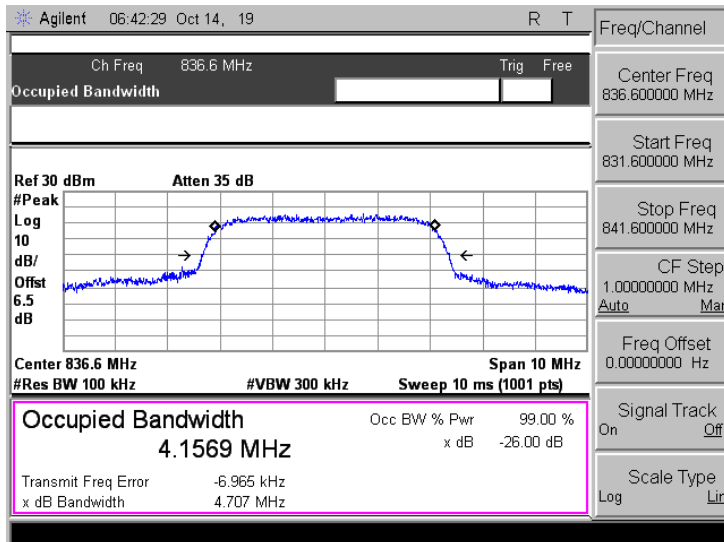 Agilent 06:42:29 Oct 14, 19 R T
Ch Freq 836.6 MHz Trig Free
Occupied Bandwidth
Ref 30 dBm Atten 35 dB
#Peak
Log
10
dB/
Offst
6.5
dB
Center 836.6 MHz Span 10 MHz
#Res BW 100 kHz #VBW 300 kHz Sweep 10 ms (1001 pts)
Occupied Bandwidth Occ BW % Pwr 99.00 %
4.1569 MHz x dB -26.00 dB
Transmit Freq Error -6.965 kHz
x dB Bandwidth 4.707 MHz
Freq/Channel
Center Freq
836.600000 MHz
Start Freq
831.600000 MHz
Stop Freq
841.600000 MHz
CF Step
1.00000000 MHz
Auto Man
Freq Offset
0.00000000 Hz
Signal Track
On Off
Scale Type
Log Lin